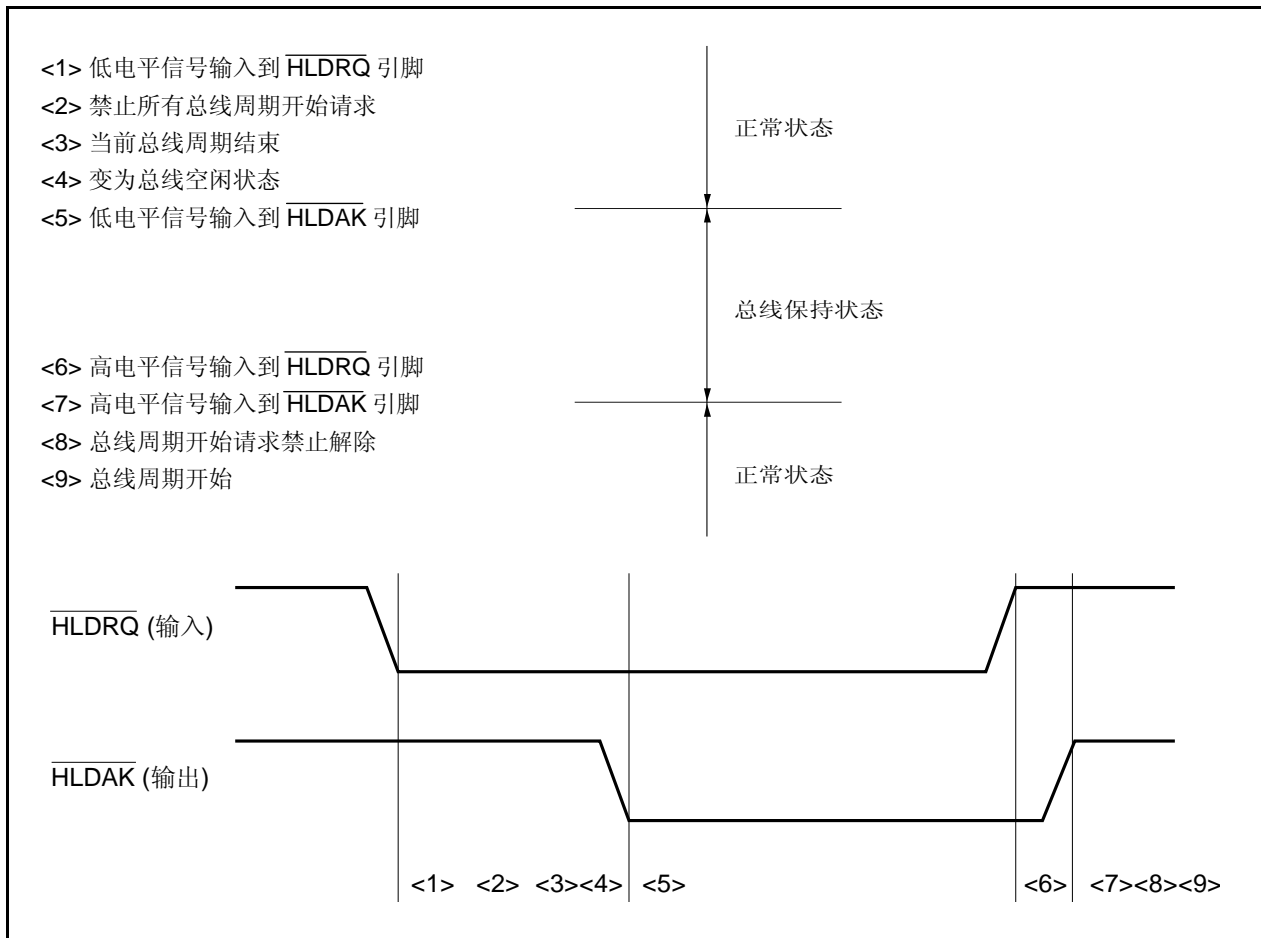 <1> 低电平信号输入到 HLDRQ 引脚
<2> 禁止所有总线周期开始请求
<3> 当前总线周期结束
<4> 变为总线空闲状态
<5> 低电平信号输入到 HLDAK 引脚
正常状态
总线保持状态
<6> 高电平信号输入到 HLDRQ 引脚
<7> 高电平信号输入到 HLDAK 引脚
<8> 总线周期开始请求禁止解除
<9> 总线周期开始
正常状态
HLDRQ (输入)
HLDAK (输出)
<1> <2> <3><4> <5> <6> <7><8><9>